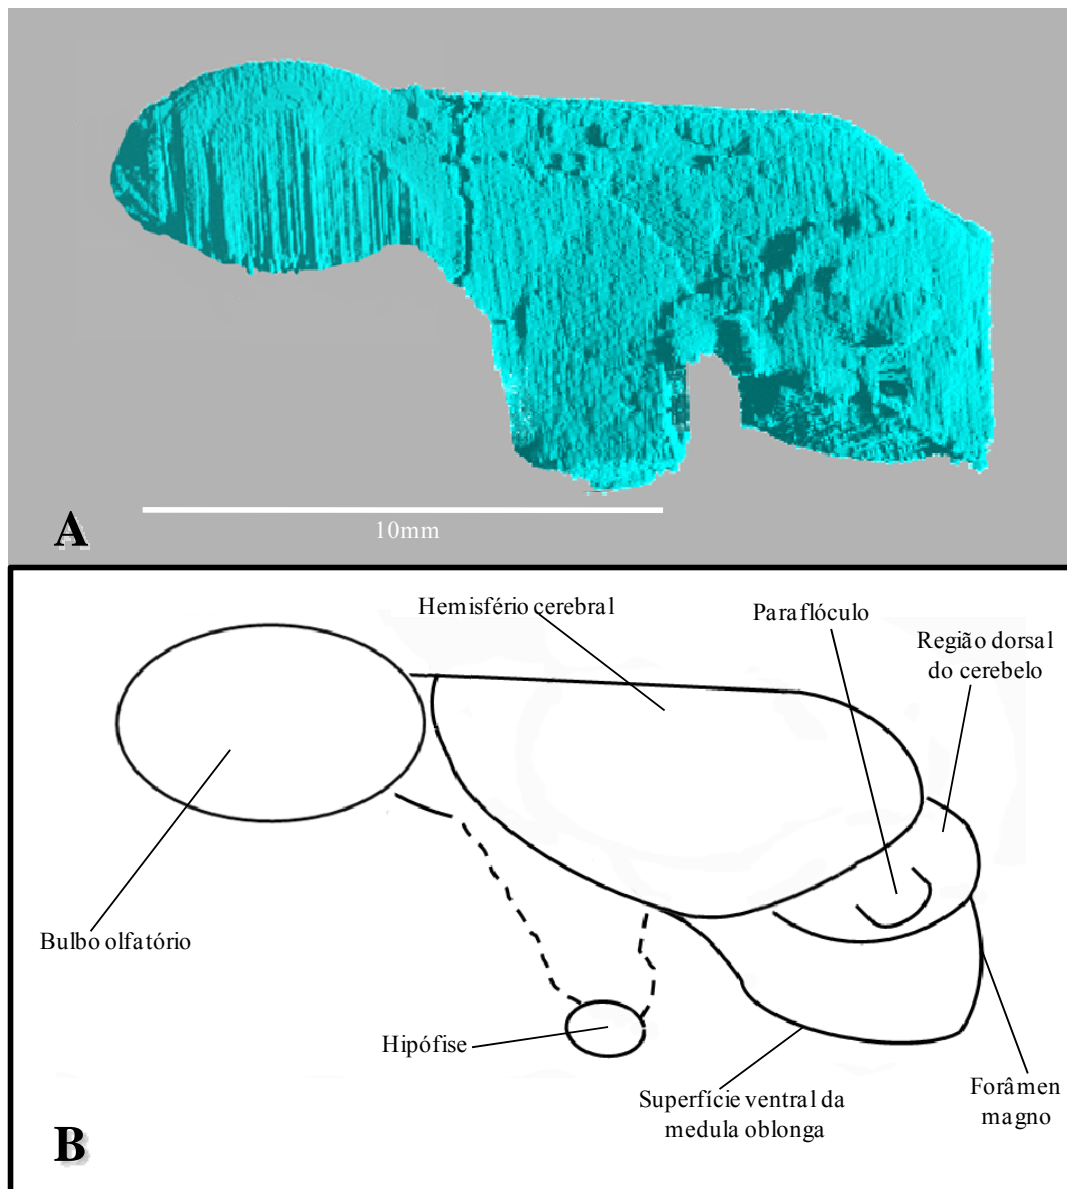 A
10mm
Hemisfério cerebral
Paraflóculo
Região dorsal
do cerebelo
Bulbo olfatório
Hipófise
Superfície ventral da
medula oblonga
Forâmen
magno
B